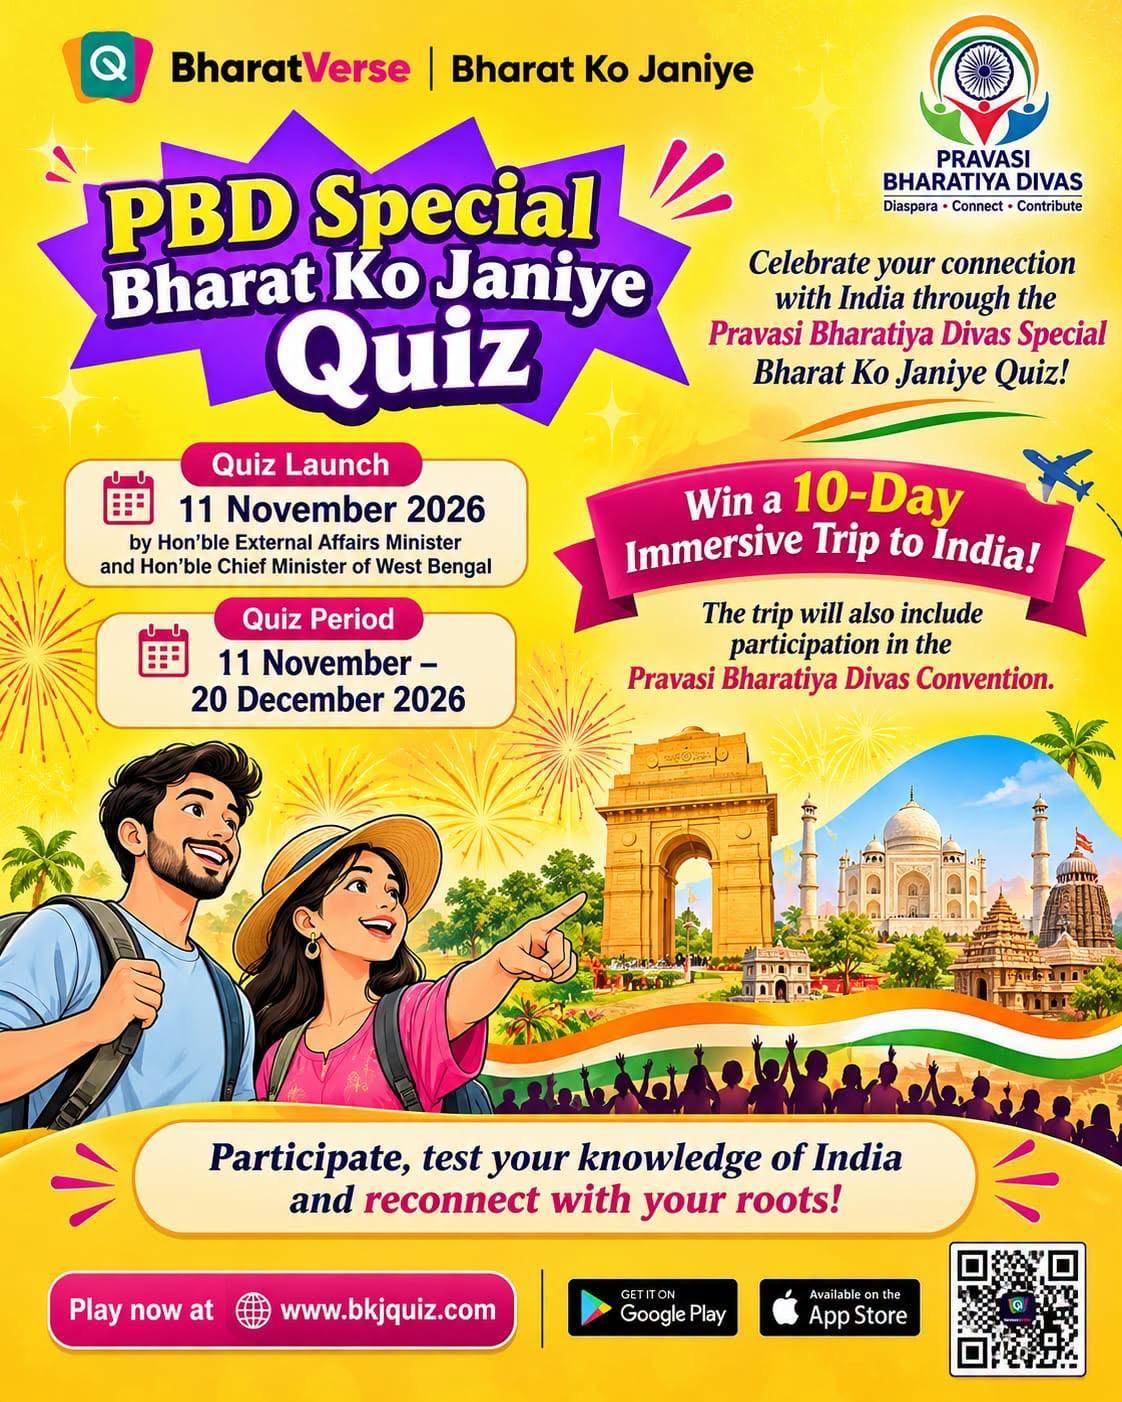 BharatVerse | Bharat Ko Janiye
PRAVASI
BHARATIYA DIVAS
Diaspara • Connect • Contribute
PBD Special
Bharat Ko Janiye
Quiz
Celebrate your connection
with India through the
Pravasi Bharatiya Divas Special
Bharat Ko Janiye Quiz!
Quiz Launch
11 November 2026
by Hon'ble External Affairs Minister
and Hon'ble Chief Minister of West Bengal
Quiz Period
11 November –
20 December 2026
Win a 10-Day
Immersive Trip to India!
The trip will also include
participation in the
Pravasi Bharatiya Divas Convention.
Participate, test your knowledge of India
and reconnect with your roots!
Play now at www.bkjquiz.com
GET IT ON
Google Play
Available on the
App Store